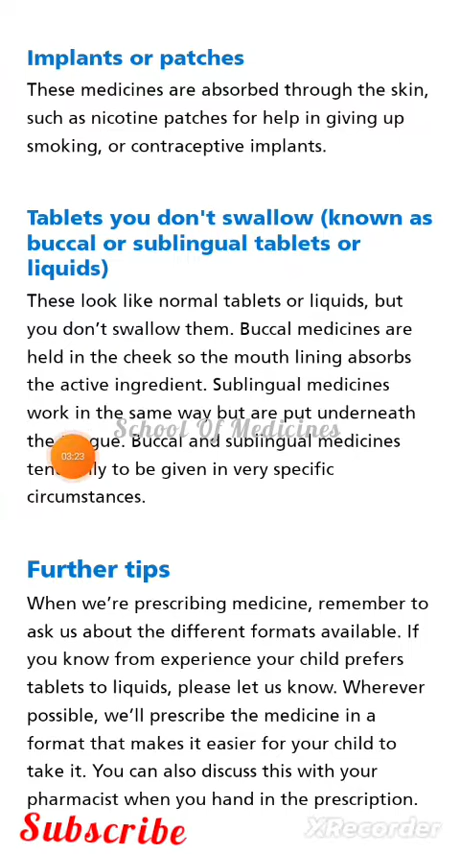 Implants or patches
These medicines are absorbed through the skin,
such as nicotine patches for help in giving up
smoking, or contraceptive implants.
Tablets you don't swallow (known as
buccal or sublingual tablets or
liquids)
These look like normal tablets or liquids, but
you don’t swallow them. Buccal medicines are
held in the cheek so the mouth lining absorbs
the active ingredient. Sublingual medicines
work in the same way but are put underneath
School Of Medicines
the Buccal and sublingual medicines
03:23
to be given in very specific
circumstances.
Further tips
When we’re prescribing medicine, remember to
ask us about the different formats available. If
you know from experience your child prefers
tablets to liquids, please let us know. Wherever
possible, we’ll prescribe the medicine in a
format that makes it easier for your child to
take it. You can also discuss this with your
pharmacist when you hand in the prescription.
Subscribe
XRecorder